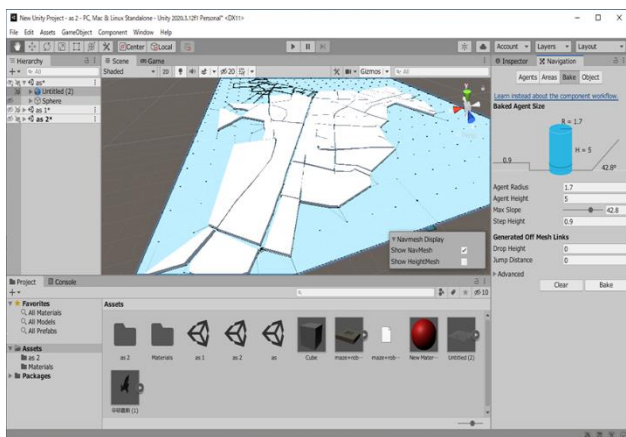 New Unity Project - as 2 - PC, Mac & Linux Standalone - Unity 2020.3.12f1 Personal* <DX11>
File Edit Assets GameObject Component Window Help
Center Local Account Layers Layout
Hierarchy
All
as*
Untitled (2)
Sphere
as 1*
as 2*
Scene Game
Shaded 2D 20 Gizmos All
Navmesh Display
Show NavMesh
Show HeightMesh
Inspector Navigation
Agents Areas Bake Object
Learn instead about the component workflow.
Baked Agent Size
R = 1.7
H = 5
0.9
42.8°
Agent Radius 1.7
Agent Height 5
Max Slope 42.8
Step Height 0.9
Generated Off Mesh Links
Drop Height 0
Jump Distance 0
Advanced
Clear Bake
Project Console
10
Favorites
All Materials
All Models
All Prefabs
Assets
as 2
Materials
Packages
Assets
as 2 Materials as 1 as 2 as Cube New Mater... Untitled (2)